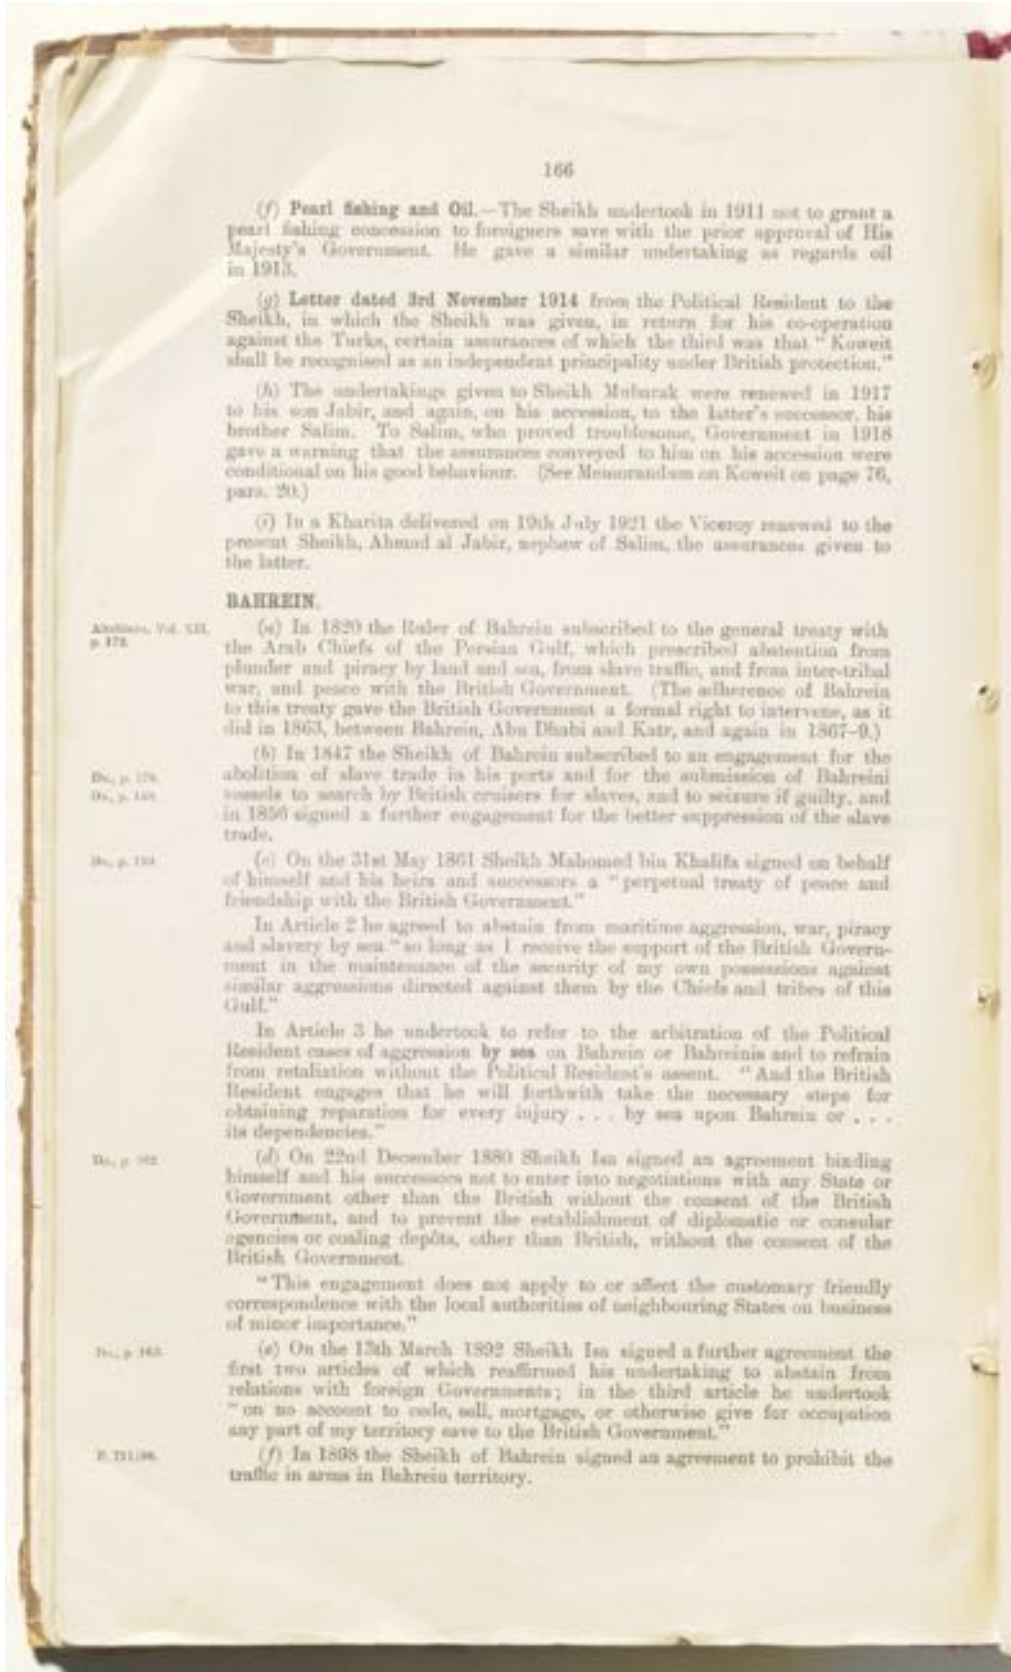 166
(f) Pearl fishing and Oil.—The Sheikh undertook in 1911 not to grant a
pearl fishing concession to foreigners save with the prior approval of His
Majesty's Government. He gave a similar undertaking as regards oil
in 1913.
(g) Letter dated 3rd November 1914 from the Political Resident to the
Sheikh, in which the Sheikh was given, in return for his co-operation
against the Turks, certain assurances of which the third was that "Koweit
shall be recognised as an independent principality under British protection."
(h) The undertakings given to Sheikh Mubarak were renewed in 1917
to his son Jabir, and again, on his accession, to the latter's successor, his
brother Salim. To Salim, who proved troublesome, Government in 1918
gave a warning that the assurances conveyed to him on his accession were
conditional on his good behaviour. (See Memorandum on Koweit on page 76,
para. 20.)
(i) In a Kharita delivered on 19th July 1921 the Viceroy renewed to the
present Sheikh, Ahmad al Jabir, nephew of Salim, the assurances given to
the latter.
BAHREIN.
Aitchison, Vol. XII,
(a) In 1820 the Ruler of Bahrein subscribed to the general treaty with
the Arab Chiefs of the Persian Gulf, which prescribed abstention from
plunder and piracy by land and sea, from slave traffic, and from inter-tribal
war, and peace with the British Government. (The adherence of Bahrein
to this treaty gave the British Government a formal right to intervene, as it
did in 1863, between Bahrein, Abu Dhabi and Katr, and again in 1867–9.)
(b) In 1847 the Sheikh of Bahrein subscribed to an engagement for the
Do., p.
abolition of slave trade in his ports and for the submission of Bahreini
Do., p.
vessels to search by British cruisers for slaves, and to seizure if guilty, and
in 1856 signed a further engagement for the better suppression of the slave
trade.
Do., p.
(c) On the 31st May 1861 Sheikh Mahomed bin Khalifa signed on behalf
of himself and his heirs and successors a "perpetual treaty of peace and
friendship with the British Government."
In Article 2 he agreed to abstain from maritime aggression, war, piracy
and slavery by sea "so long as I receive the support of the British Govern-
ment in the maintenance of the security of my own possessions against
similar aggressions directed against them by the Chiefs and tribes of this
Gulf."
In Article 3 he undertook to refer to the arbitration of the Political
Resident cases of aggression by sea on Bahrein or Bahreinis and to refrain
from retaliation without the Political Resident's assent. "And the British
Resident engages that he will forthwith take the necessary steps for
obtaining reparation for every injury . . . by sea upon Bahrein or . . .
its dependencies."
Do., p.
(d) On 22nd December 1880 Sheikh Isa signed an agreement binding
himself and his successors not to enter into negotiations with any State or
Government other than the British without the consent of the British
Government, and to prevent the establishment of diplomatic or consular
agencies or coaling depôts, other than British, without the consent of the
British Government.
"This engagement does not apply to or affect the customary friendly
correspondence with the local authorities of neighbouring States on business
of minor importance."
Do., p.
(e) On the 13th March 1892 Sheikh Isa signed a further agreement the
first two articles of which reaffirmed his undertaking to abstain from
relations with foreign Governments; in the third article he undertook
"on no account to cede, sell, mortgage, or otherwise give for occupation
any part of my territory save to the British Government."
(f) In 1898 the Sheikh of Bahrein signed an agreement to prohibit the
traffic in arms in Bahrein territory.